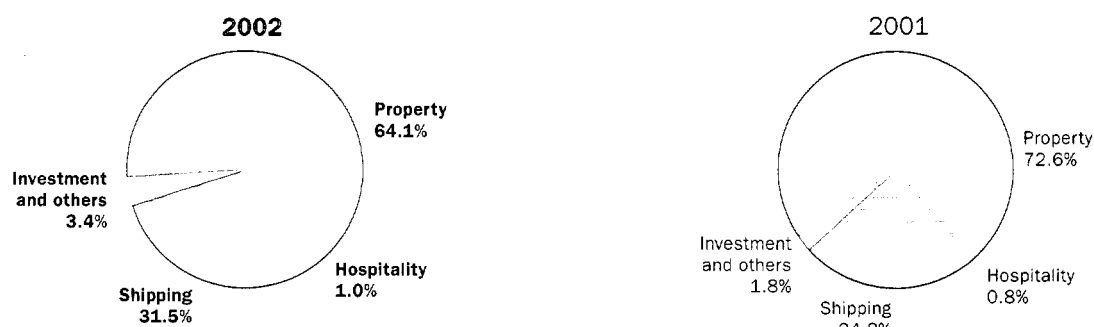 2002
Property
64.1%
Investment
and others
3.4%
Hospitality
1.0%
Shipping
31.5%
2001
Property
72.6%
Investment
and others
1.8%
Hospitality
0.8%
Shipping